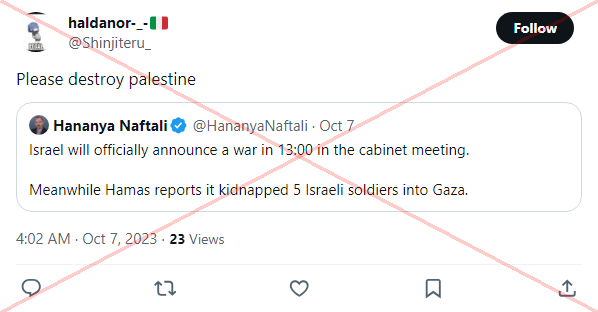 haldanor-_-🇮🇹
Follow
@Shinjiteru_
Please destroy palestine
Hananya Naftali @HananyaNaftali · Oct 7
Israel will officially announce a war in 13:00 in the cabinet meeting.
Meanwhile Hamas reports it kidnapped 5 Israeli soldiers into Gaza.
4:02 AM · Oct 7, 2023 · 23 Views